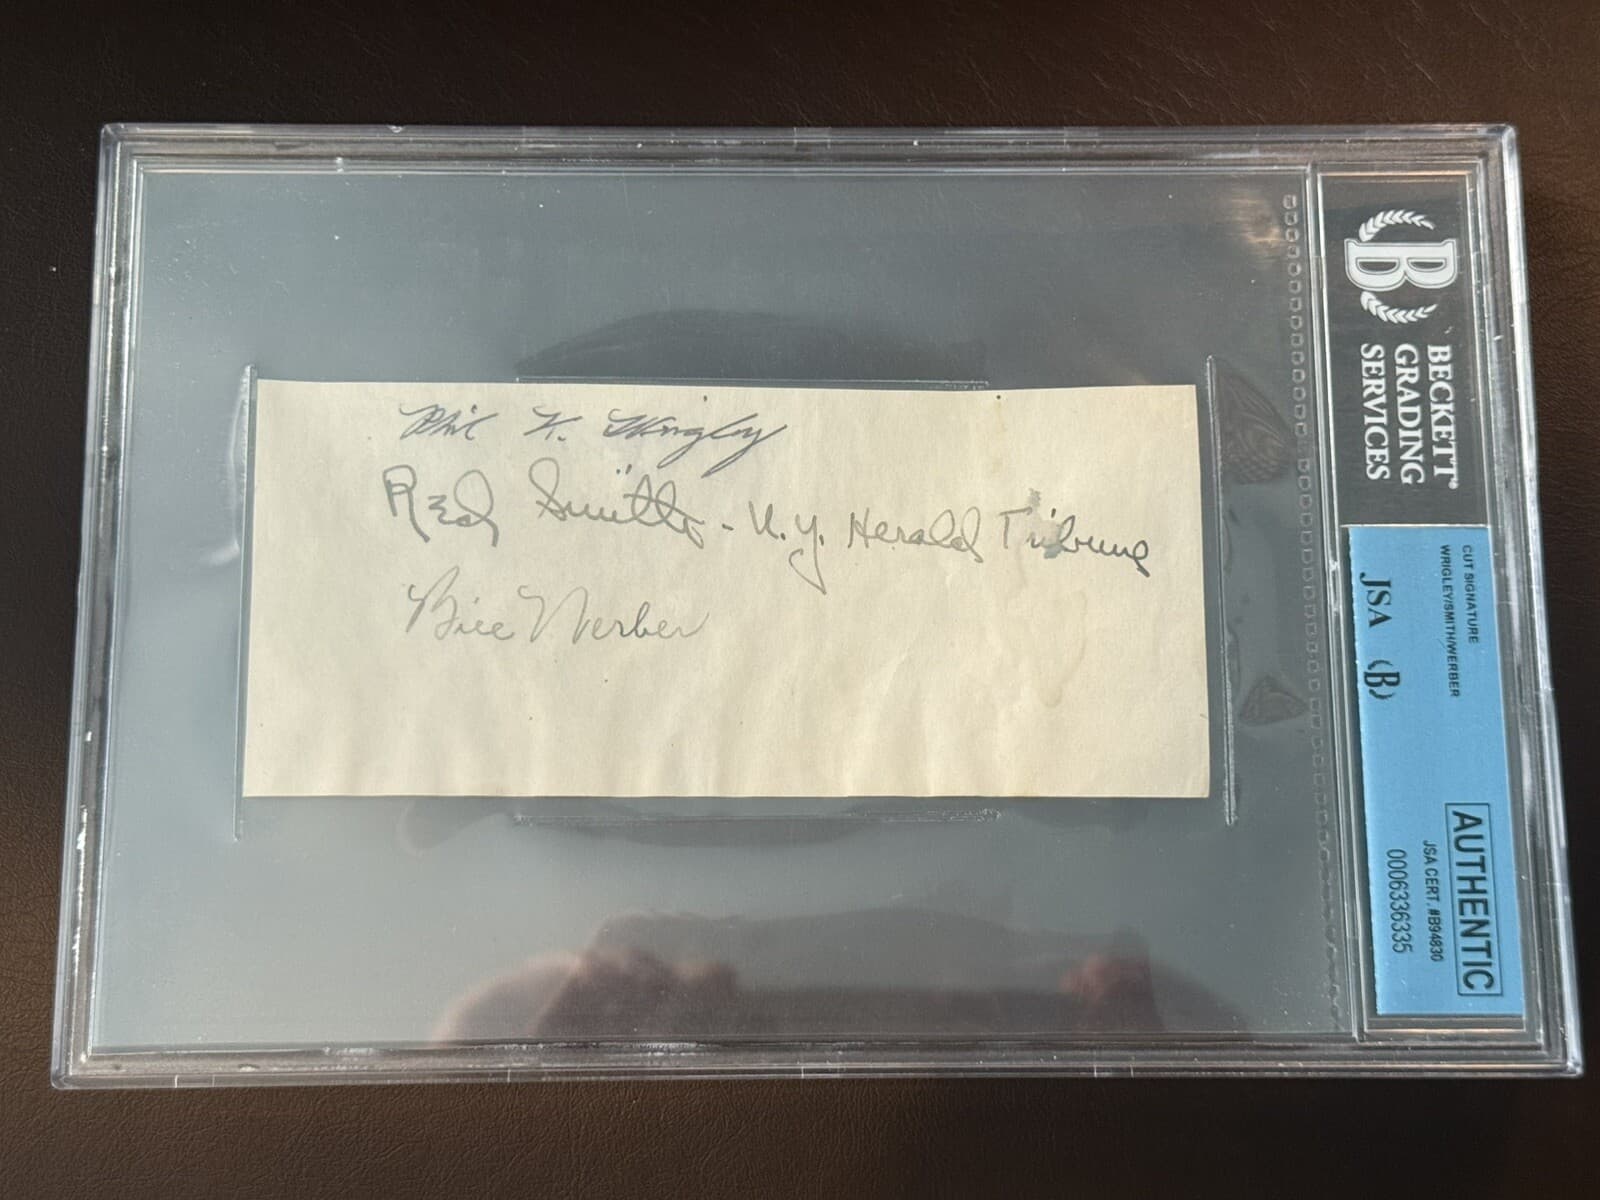 Phil K. Wrigley
Red Smith - N.Y. Herald Tribune
Bill Werber
B
BECKETT®
GRADING
SERVICES
CUT SIGNATURE
WRIGLEY/SMITH/WERBER
JSA (B)
AUTHENTIC
JSA CERT. #B94830
0006336335